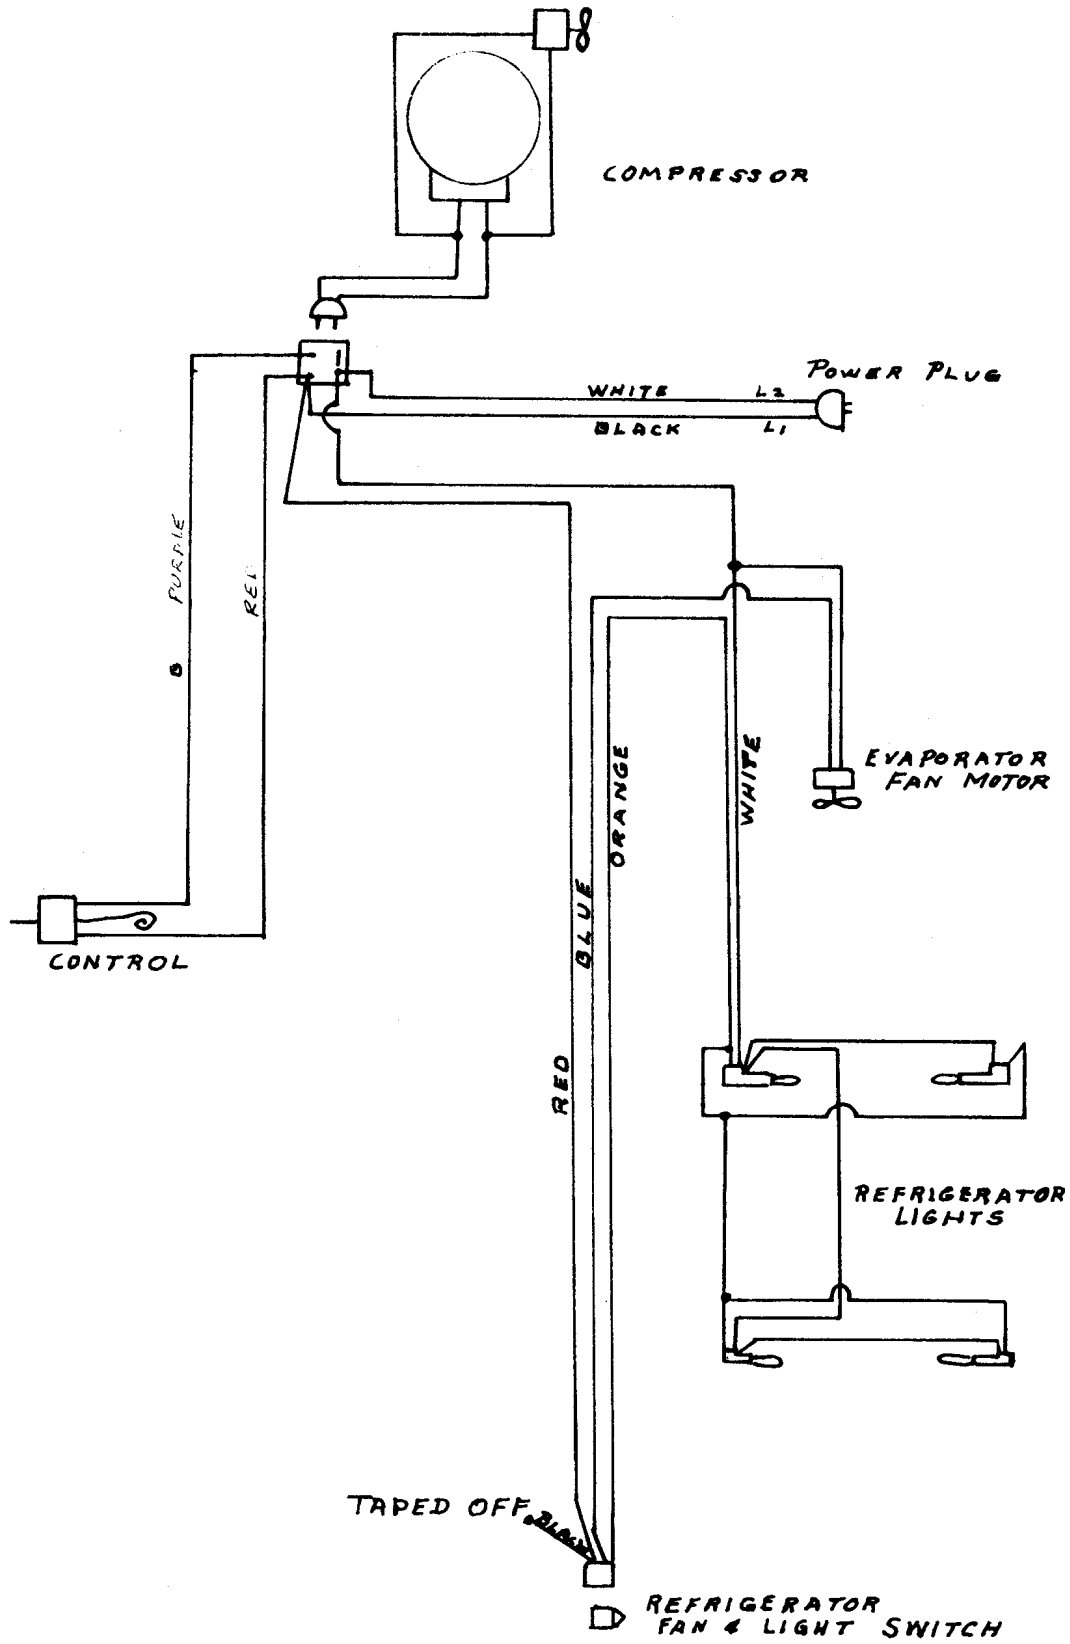 COMPRESSOR
POWER PLUG
WHITE L2
BLACK L1
PURPLE
RED
B
WHITE
EVAPORATOR
FAN MOTOR
ORANGE
BLUE
CONTROL
RED
REFRIGERATOR
LIGHTS
TAPED OFF
BLACK
REFRIGERATOR
FAN & LIGHT SWITCH